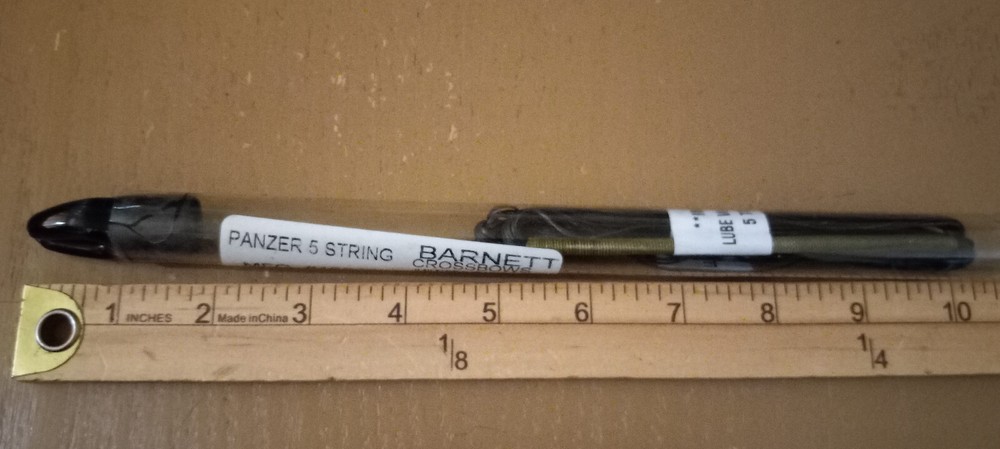 PANZER 5 STRING
BARNETT
CROSSBOWS
LUBE
5
1 INCHES 2 Made in China 3 4 5 6 7 8 9 10
1/8 1/4